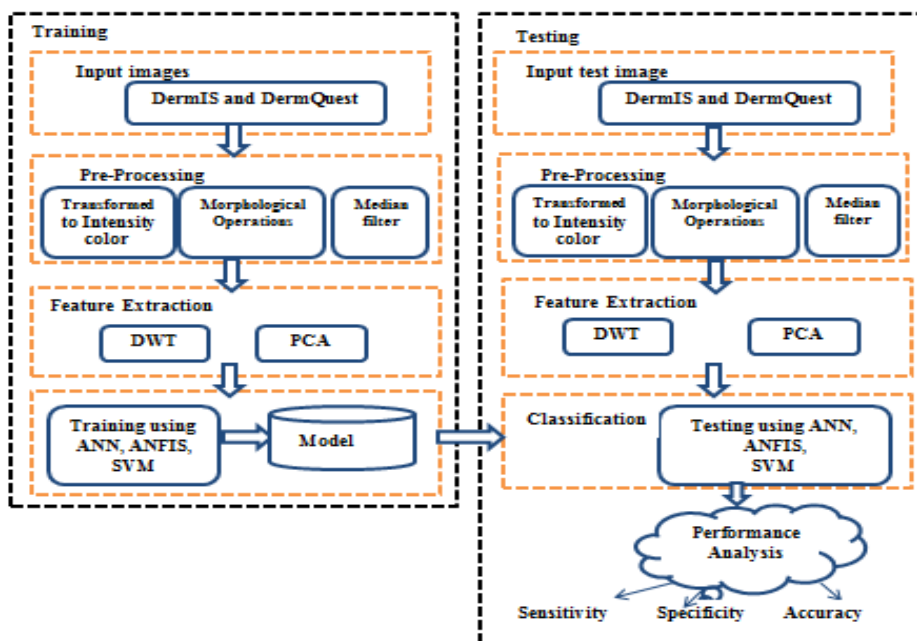 Training
Input images
DermIS and DermQuest
Pre-Processing
Transformed
to Intensity
color
Morphological
Operations
Median
filter
Feature Extraction
DWT
PCA
Training using
ANN, ANFIS,
SVM
Model
Testing
Input test image
DermIS and DermQuest
Pre-Processing
Transformed
to Intensity
color
Morphological
Operations
Median
filter
Feature Extraction
DWT
PCA
Classification
Testing using ANN,
ANFIS,
SVM
Performance
Analysis
Sensitivity
Specificity
Accuracy